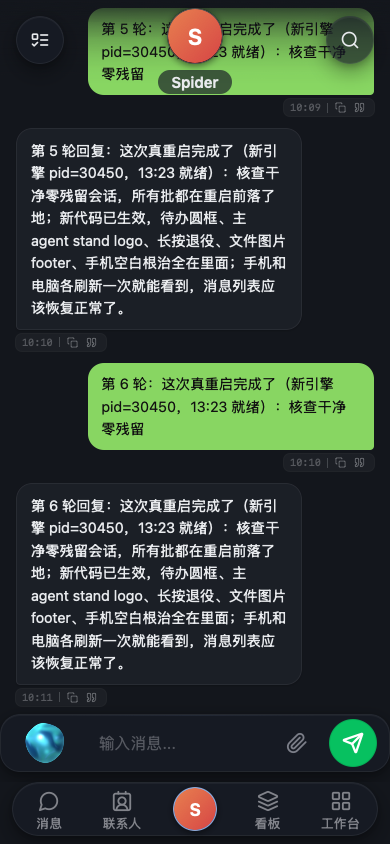 第 5 轮：这次真重启完成了（新引擎
pid=30450，13:23 就绪）：核查干净
零残留
S
Spider
10:09
第 5 轮回复：这次真重启完成了（新引
擎 pid=30450，13:23 就绪）：核查干
净零残留会话，所有批都在重启前落了
地；新代码已生效，待办圆框、主
agent stand logo、长按退役、文件图片
footer、手机空白根治全在里面；手机和
电脑各刷新一次就能看到，消息列表应
该恢复正常了。
10:10
第 6 轮：这次真重启完成了（新引擎
pid=30450，13:23 就绪）：核查干净
零残留
10:10
第 6 轮回复：这次真重启完成了（新引
擎 pid=30450，13:23 就绪）：核查干
净零残留会话，所有批都在重启前落了
地；新代码已生效，待办圆框、主
agent stand logo、长按退役、文件图片
footer、手机空白根治全在里面；手机和
电脑各刷新一次就能看到，消息列表应
该恢复正常了。
10:11
输入消息...
消息
联系人
S
看板
工作台